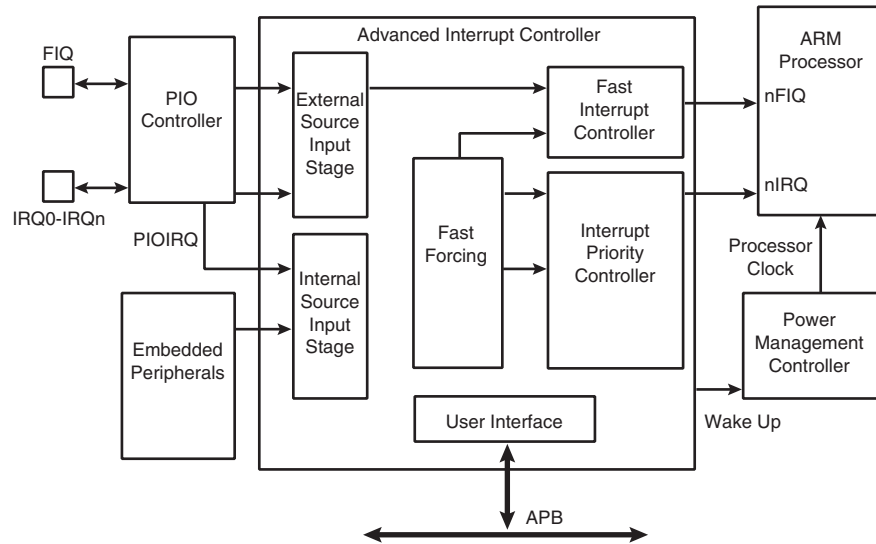 Advanced Interrupt Controller
FIQ
PIO
Controller
IRQ0-IRQn
PIOIRQ
Embedded
Peripherals
External
Source
Input
Stage
Internal
Source
Input
Stage
Fast
Forcing
Fast
Interrupt
Controller
Interrupt
Priority
Controller
User Interface
APB
ARM
Processor
nFIQ
nIRQ
Processor
Clock
Power
Management
Controller
Wake Up